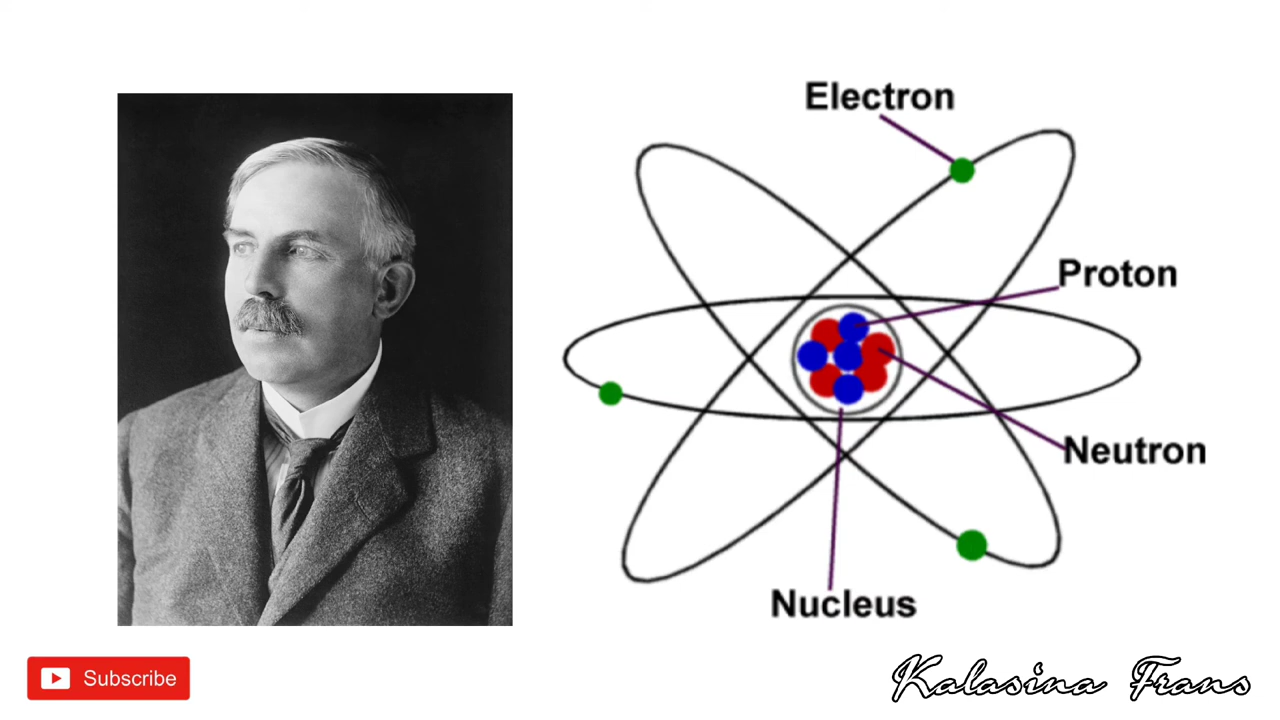 Electron
Proton
Neutron
Nucleus
Subscribe
Kalasina Frans